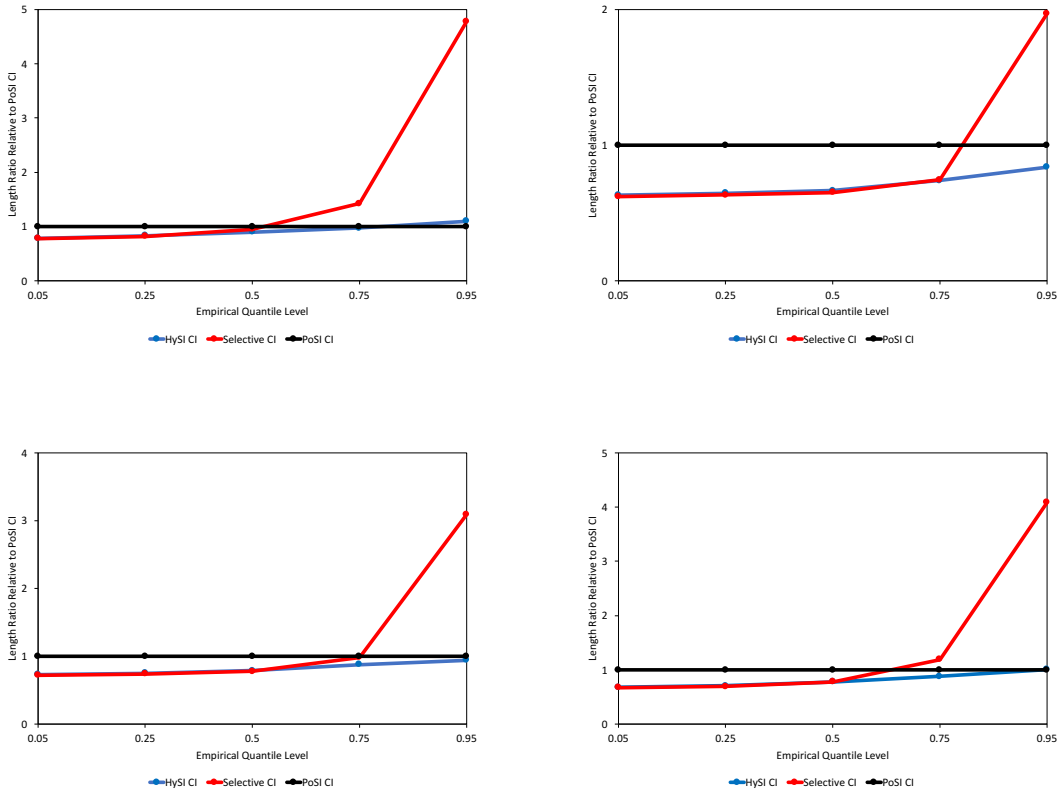 5
4
3
2
1
0
Length Ratio Relative to PoSI CI
0.05 0.25 0.5 0.75 0.95
Empirical Quantile Level
HySI CI Selective CI PoSI CI
2
1
0
Length Ratio Relative to PoSI CI
0.05 0.25 0.5 0.75 0.95
Empirical Quantile Level
HySI CI Selective CI PoSI CI
4
3
2
1
0
Length Ratio Relative to PoSI CI
0.05 0.25 0.5 0.75 0.95
Empirical Quantile Level
HySI CI Selective CI PoSI CI
5
4
3
2
1
0
Length Ratio Relative to PoSI CI
0.05 0.25 0.5 0.75 0.95
Empirical Quantile Level
HySI CI Selective CI PoSI CI